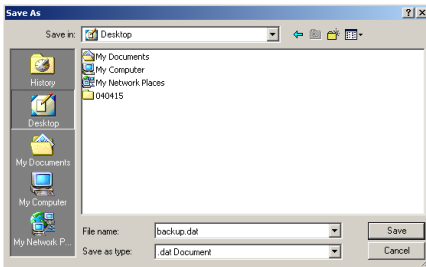 Save As
Save in: Desktop
History
Desktop
My Documents
My Computer
My Network P...
My Documents
My Computer
My Network Places
040415
File name: backup.dat Save
Save as type: .dat Document Cancel